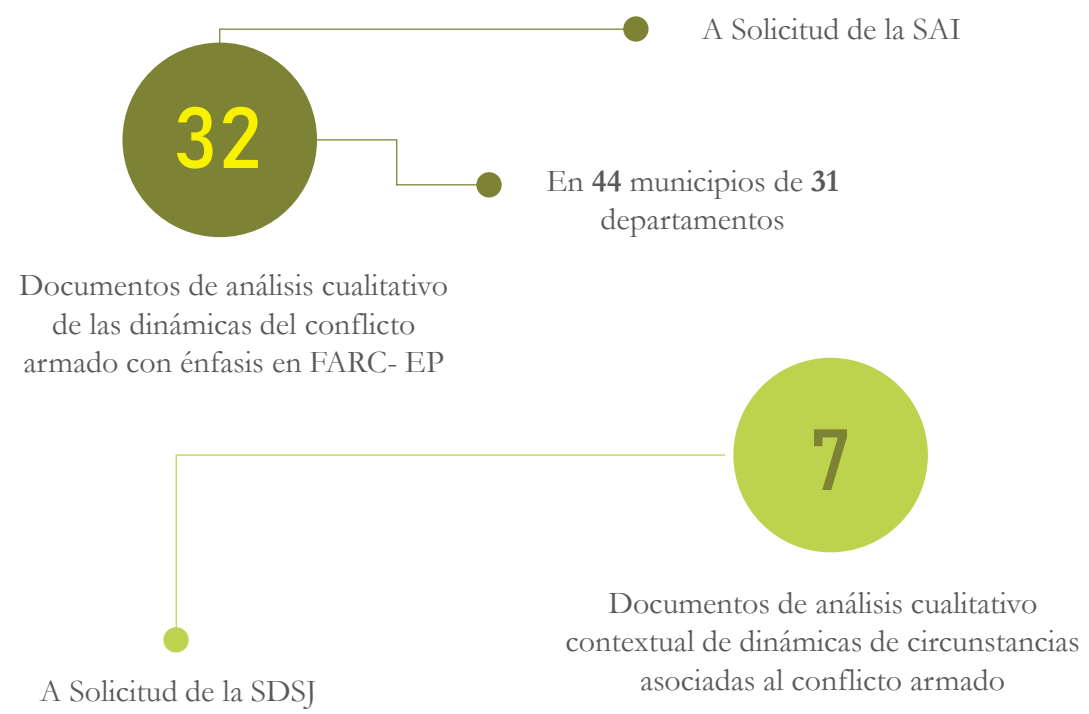 A Solicitud de la SAI
32
En 44 municipios de 31
departamentos
Documentos de análisis cualitativo
de las dinámicas del conflicto
armado con énfasis en FARC- EP
7
Documentos de análisis cualitativo
contextual de dinámicas de circunstancias
asociadas al conflicto armado
A Solicitud de la SDSJ